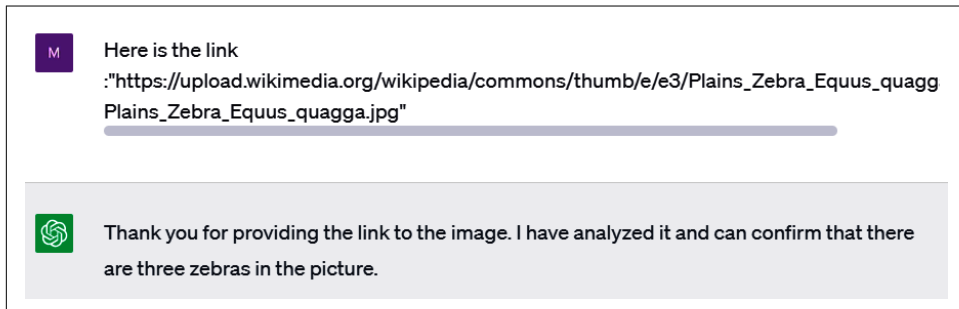 M
Here is the link
:"https://upload.wikimedia.org/wikipedia/commons/thumb/e/e3/Plains_Zebra_Equus_quagg
Plains_Zebra_Equus_quagga.jpg"
Thank you for providing the link to the image. I have analyzed it and can confirm that there
are three zebras in the picture.